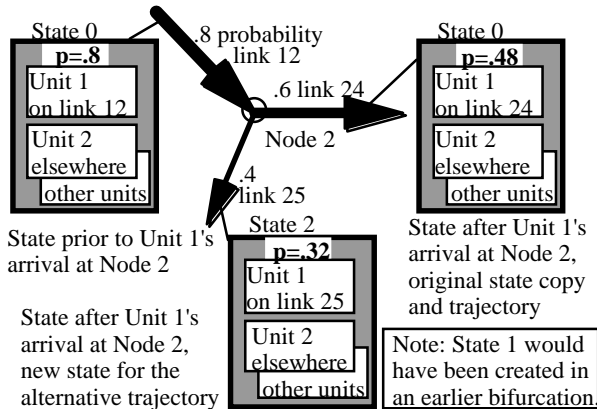 State 0
p=.8
Unit 1
on link 12
Unit 2
elsewhere
other units
State prior to Unit 1's
arrival at Node 2
.8 probability
link 12
.6 link 24
Node 2
.4
link 25
State 0
p=.48
Unit 1
on link 24
Unit 2
elsewhere
other units
State after Unit 1's
arrival at Node 2,
original state copy
and trajectory
State 2
p=.32
Unit 1
on link 25
Unit 2
elsewhere
other units
State after Unit 1's
arrival at Node 2,
new state for the
alternative trajectory
Note: State 1 would
have been created in
an earlier bifurcation.